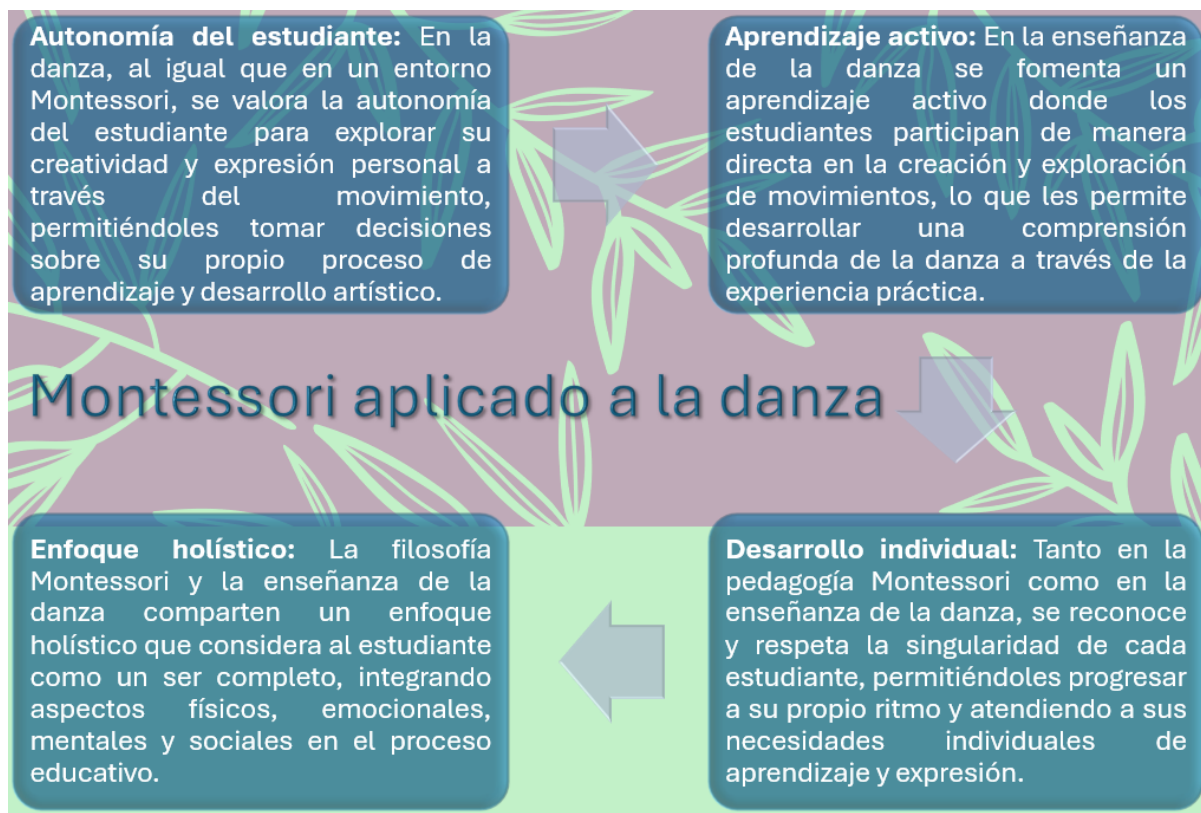 Autonomía del estudiante: En la
danza, al igual que en un entorno
Montessori, se valora la autonomía
del estudiante para explorar su
creatividad y expresión personal a
través del movimiento,
permitiéndoles tomar decisiones
sobre su propio proceso de
aprendizaje y desarrollo artístico.
Aprendizaje activo: En la enseñanza
de la danza se fomenta un
aprendizaje activo donde los
estudiantes participan de manera
directa en la creación y exploración
de movimientos, lo que les permite
desarrollar una comprensión
profunda de la danza a través de la
experiencia práctica.
Montessori aplicado a la danza
Enfoque holístico: La filosofía
Montessori y la enseñanza de la
danza comparten un enfoque
holístico que considera al estudiante
como un ser completo, integrando
aspectos físicos, emocionales,
mentales y sociales en el proceso
educativo.
Desarrollo individual: Tanto en la
pedagogía Montessori como en la
enseñanza de la danza, se reconoce
y respeta la singularidad de cada
estudiante, permitiéndoles progresar
a su propio ritmo y atendiendo a sus
necesidades individuales de
aprendizaje y expresión.